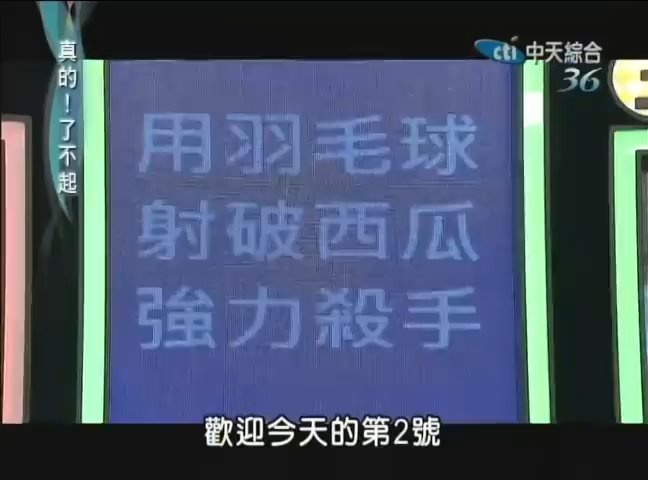 真的!了不起
cti 中天綜合
36
用羽毛球
射破西瓜
強力殺手
歡迎今天的第2號